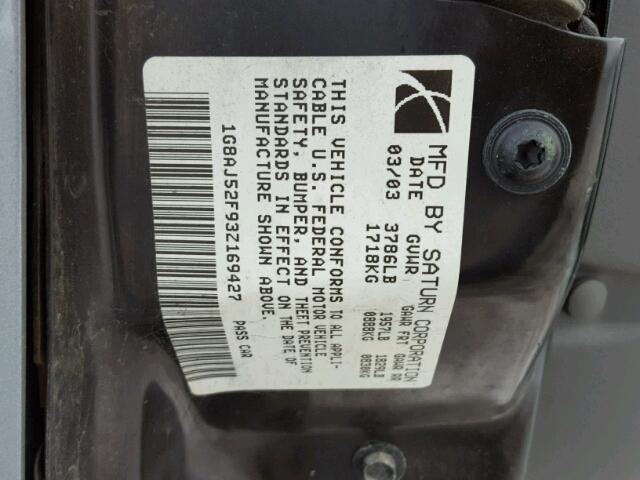 MFD BY SATURN CORPORATION
DATE GVWR GAWR FRT GAWR RR
03/03 3786LB 1957LB 1829LB
1718KG 0888KG 0830KG
THIS VEHICLE CONFORMS TO ALL APPLI-
CABLE U.S. FEDERAL MOTOR VEHICLE
SAFETY, BUMPER, AND THEFT PREVENTION
STANDARDS IN EFFECT ON THE DATE OF
MANUFACTURE SHOWN ABOVE.
1G8AJ52F93Z169427 PASS CAR